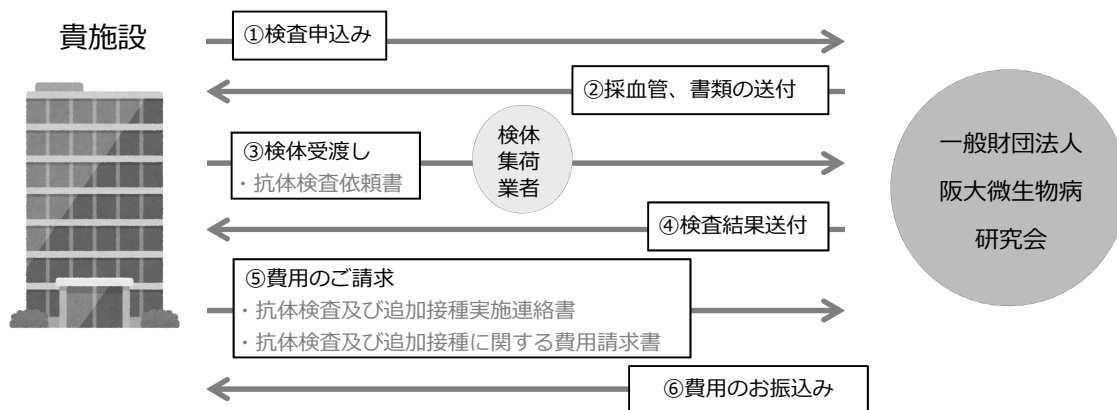 貴施設
①検査申込み
②採血管、書類の送付
③検体受渡し
・抗体検査依頼書
検体
集荷
業者
一般財団法人
阪大微生物病
研究会
④検査結果送付
⑤費用のご請求
・抗体検査及び追加接種実施連絡書
・抗体検査及び追加接種に関する費用請求書
⑥費用のお振込み